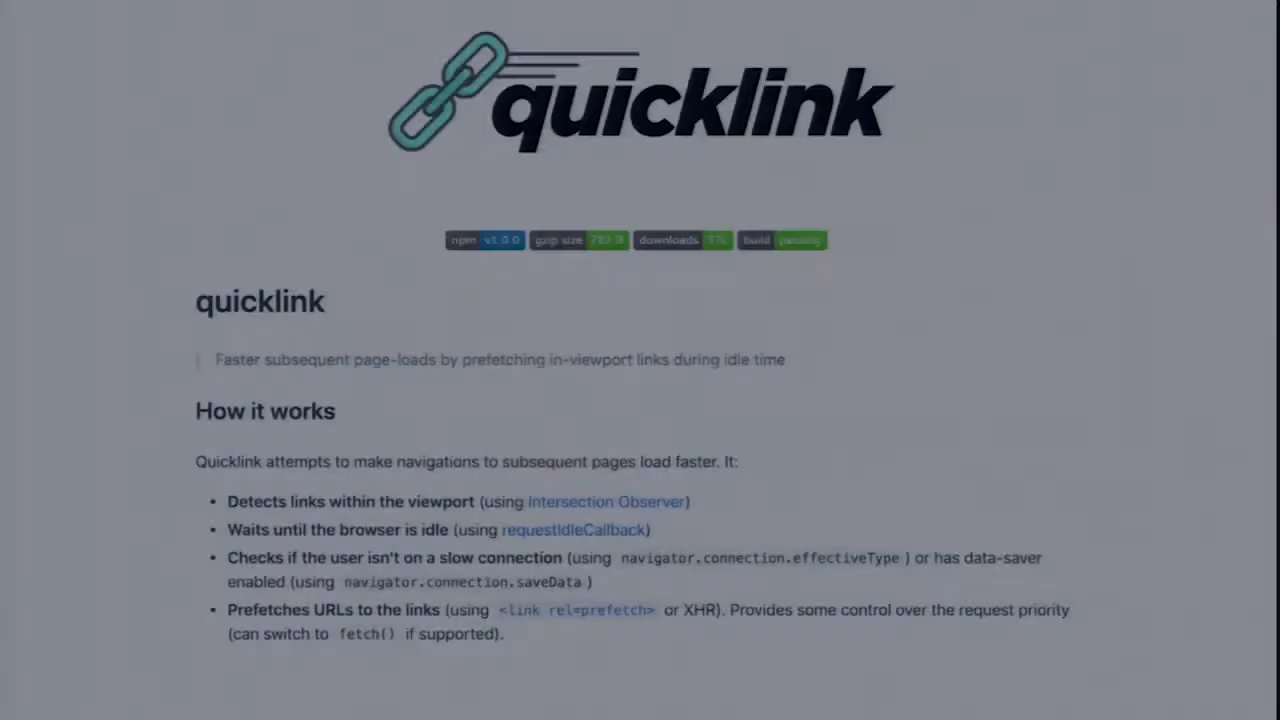 quicklink
npm v1.0.0 gzip size downloads build passing
quicklink
Faster subsequent page-loads by prefetching in-viewport links during idle time
How it works
Quicklink attempts to make navigations to subsequent pages load faster. It:
• Detects links within the viewport (using Intersection Observer)
• Waits until the browser is idle (using requestIdleCallback)
• Checks if the user isn't on a slow connection (using navigator.connection.effectiveType ) or has data-saver
enabled (using navigator.connection.saveData )
• Prefetches URLs to the links (using <link rel=prefetch> or XHR). Provides some control over the request priority
(can switch to fetch() if supported).